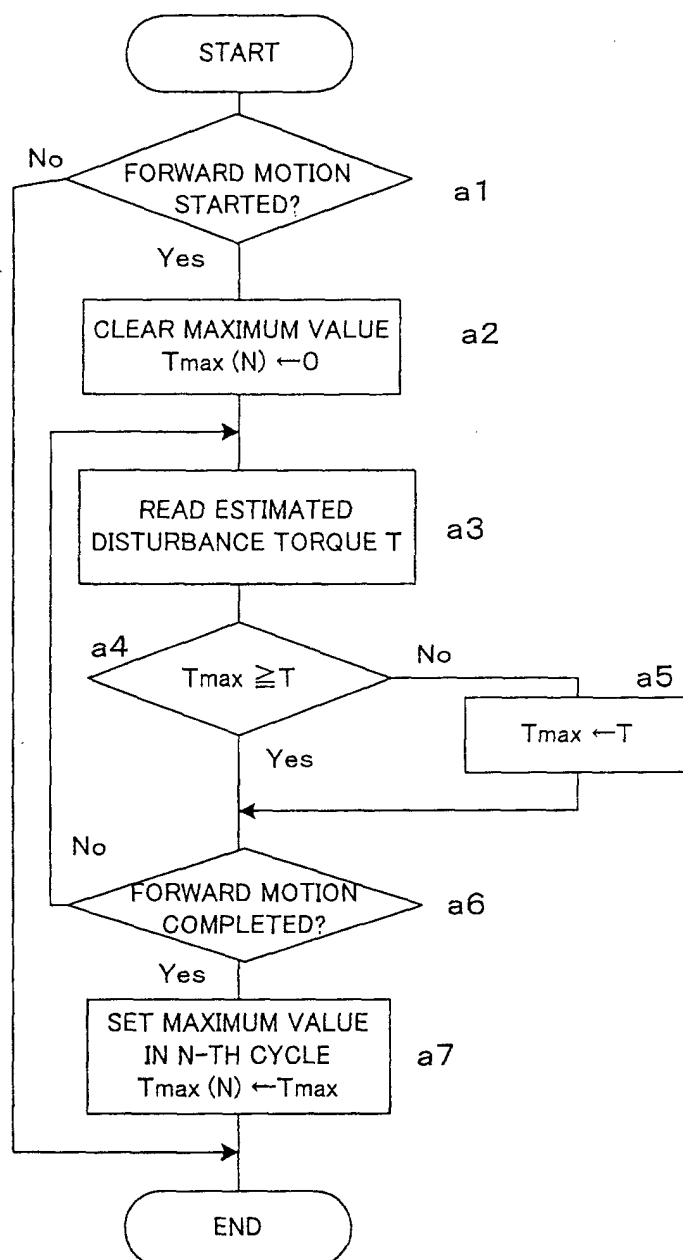 START
No
FORWARD MOTION
STARTED?
a1
Yes
CLEAR MAXIMUM VALUE
Tmax (N) ←0
a2
READ ESTIMATED
DISTURBANCE TORQUE T
a3
a4
Tmax ≧T
No
a5
Tmax ←T
Yes
No
FORWARD MOTION
COMPLETED?
a6
Yes
SET MAXIMUM VALUE
IN N-TH CYCLE
Tmax (N) ←Tmax
a7
END